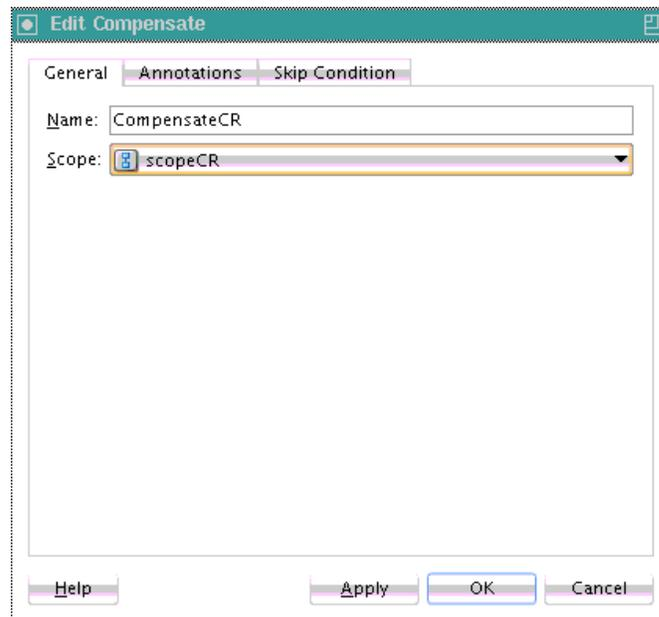 Edit Compensate
General Annotations Skip Condition
Name: CompensateCR
Scope: scopeCR
Help Apply OK Cancel